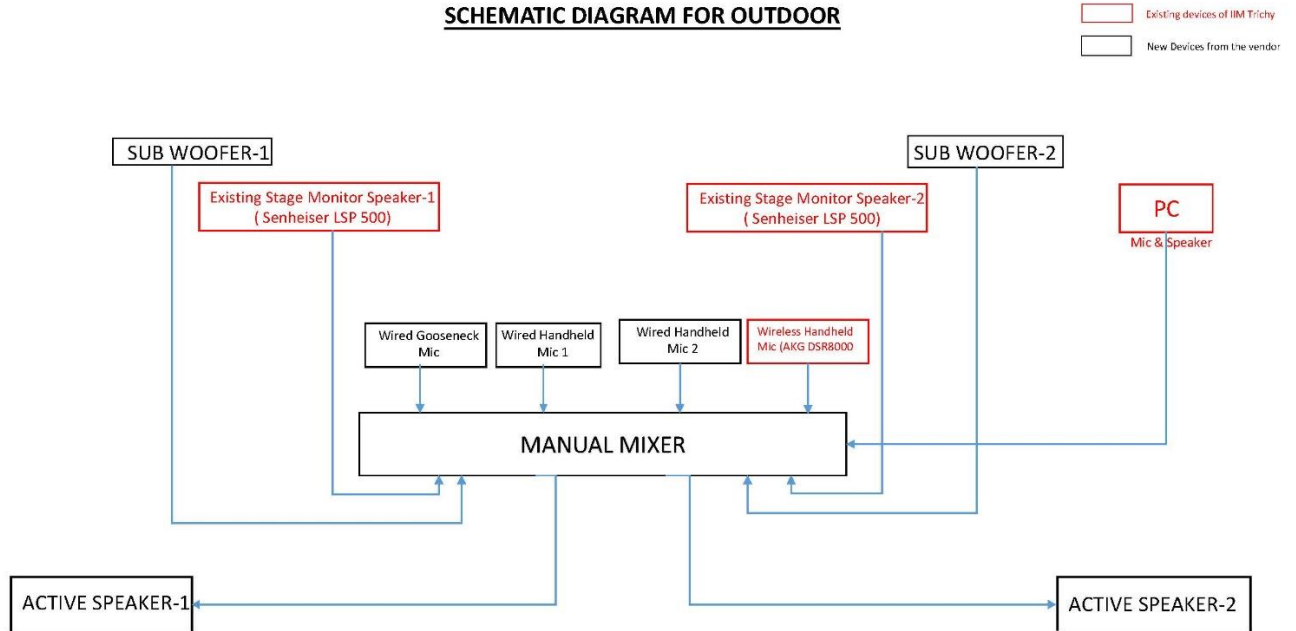 SCHEMATIC DIAGRAM FOR OUTDOOR
Existing devices of IIM Trichy
New Devices from the vendor
SUB WOOFER-1
SUB WOOFER-2
Existing Stage Monitor Speaker-1
( Senheiser LSP 500)
Existing Stage Monitor Speaker-2
( Senheiser LSP 500)
PC
Mic & Speaker
Wired Gooseneck
Mic
Wired Handheld
Mic 1
Wired Handheld
Mic 2
Wireless Handheld
Mic (AKG DSR8000
MANUAL MIXER
ACTIVE SPEAKER-1
ACTIVE SPEAKER-2